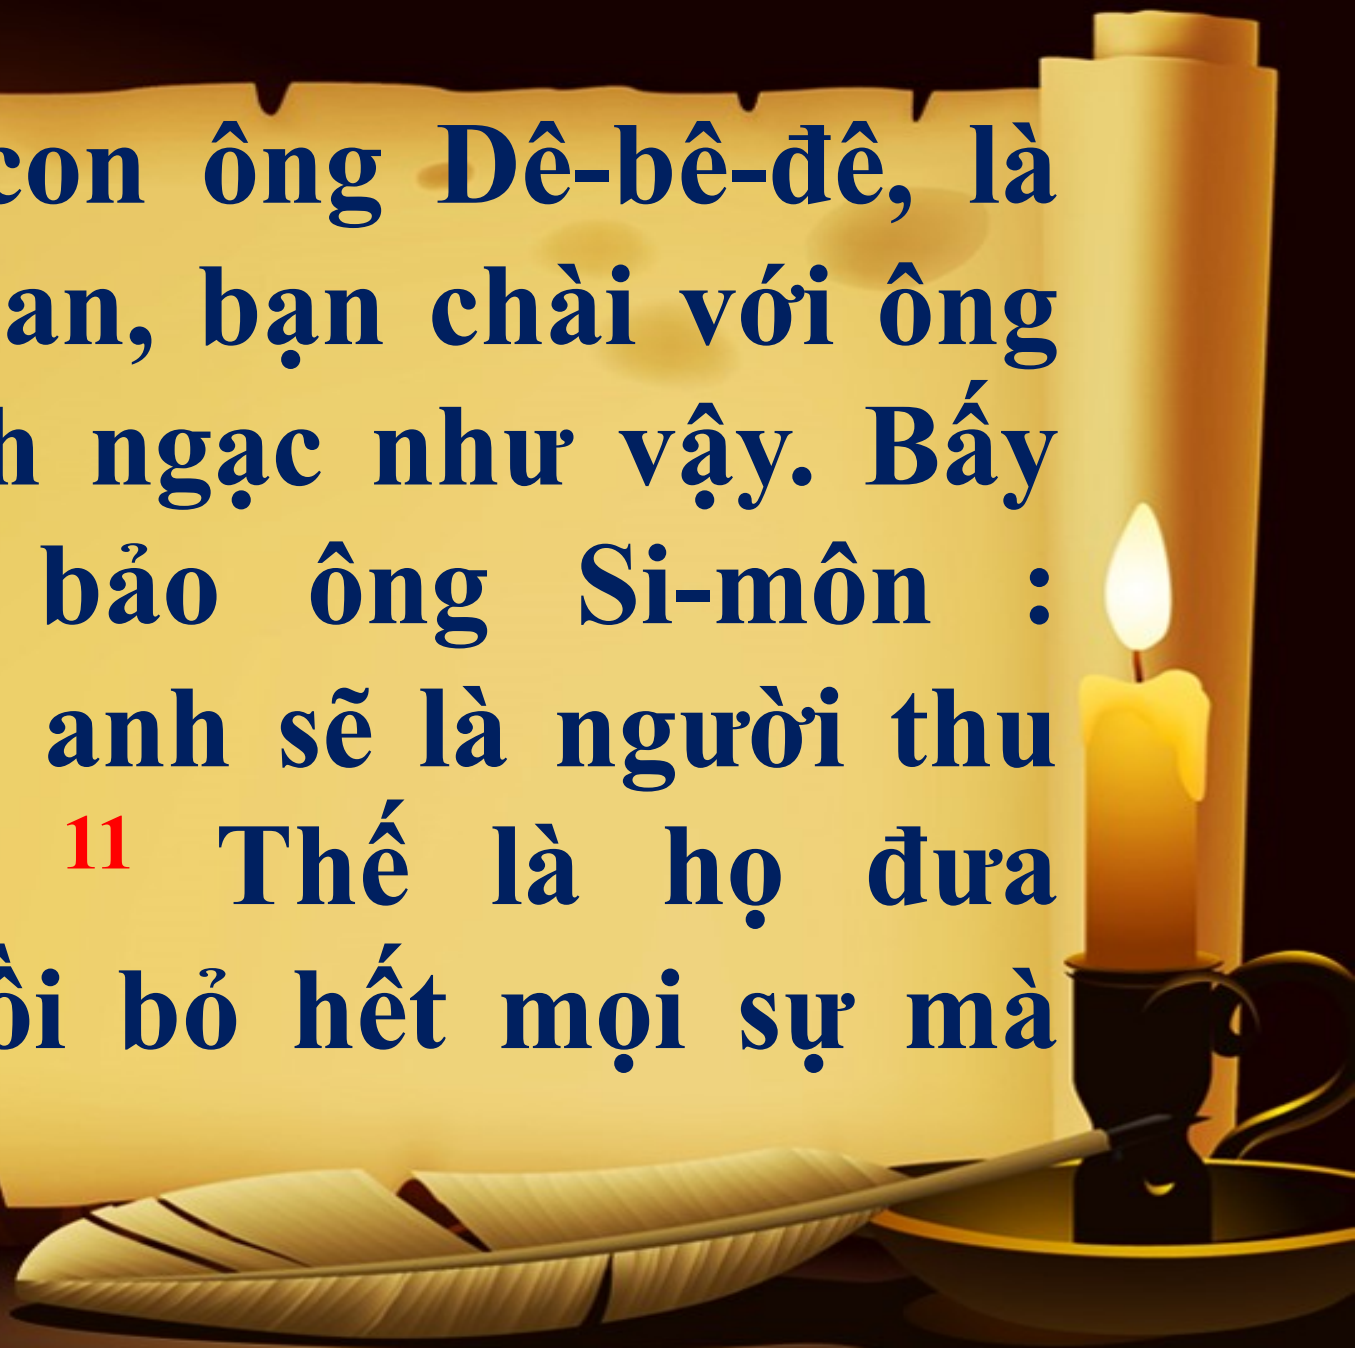 con ông Dê-bê-đê, là
an, bạn chài với ông
h ngạc như vậy. Bấy
bảo ông Si-môn :
anh sẽ là người thu
11 Thế là họ đưa
ồi bỏ hết mọi sự mà